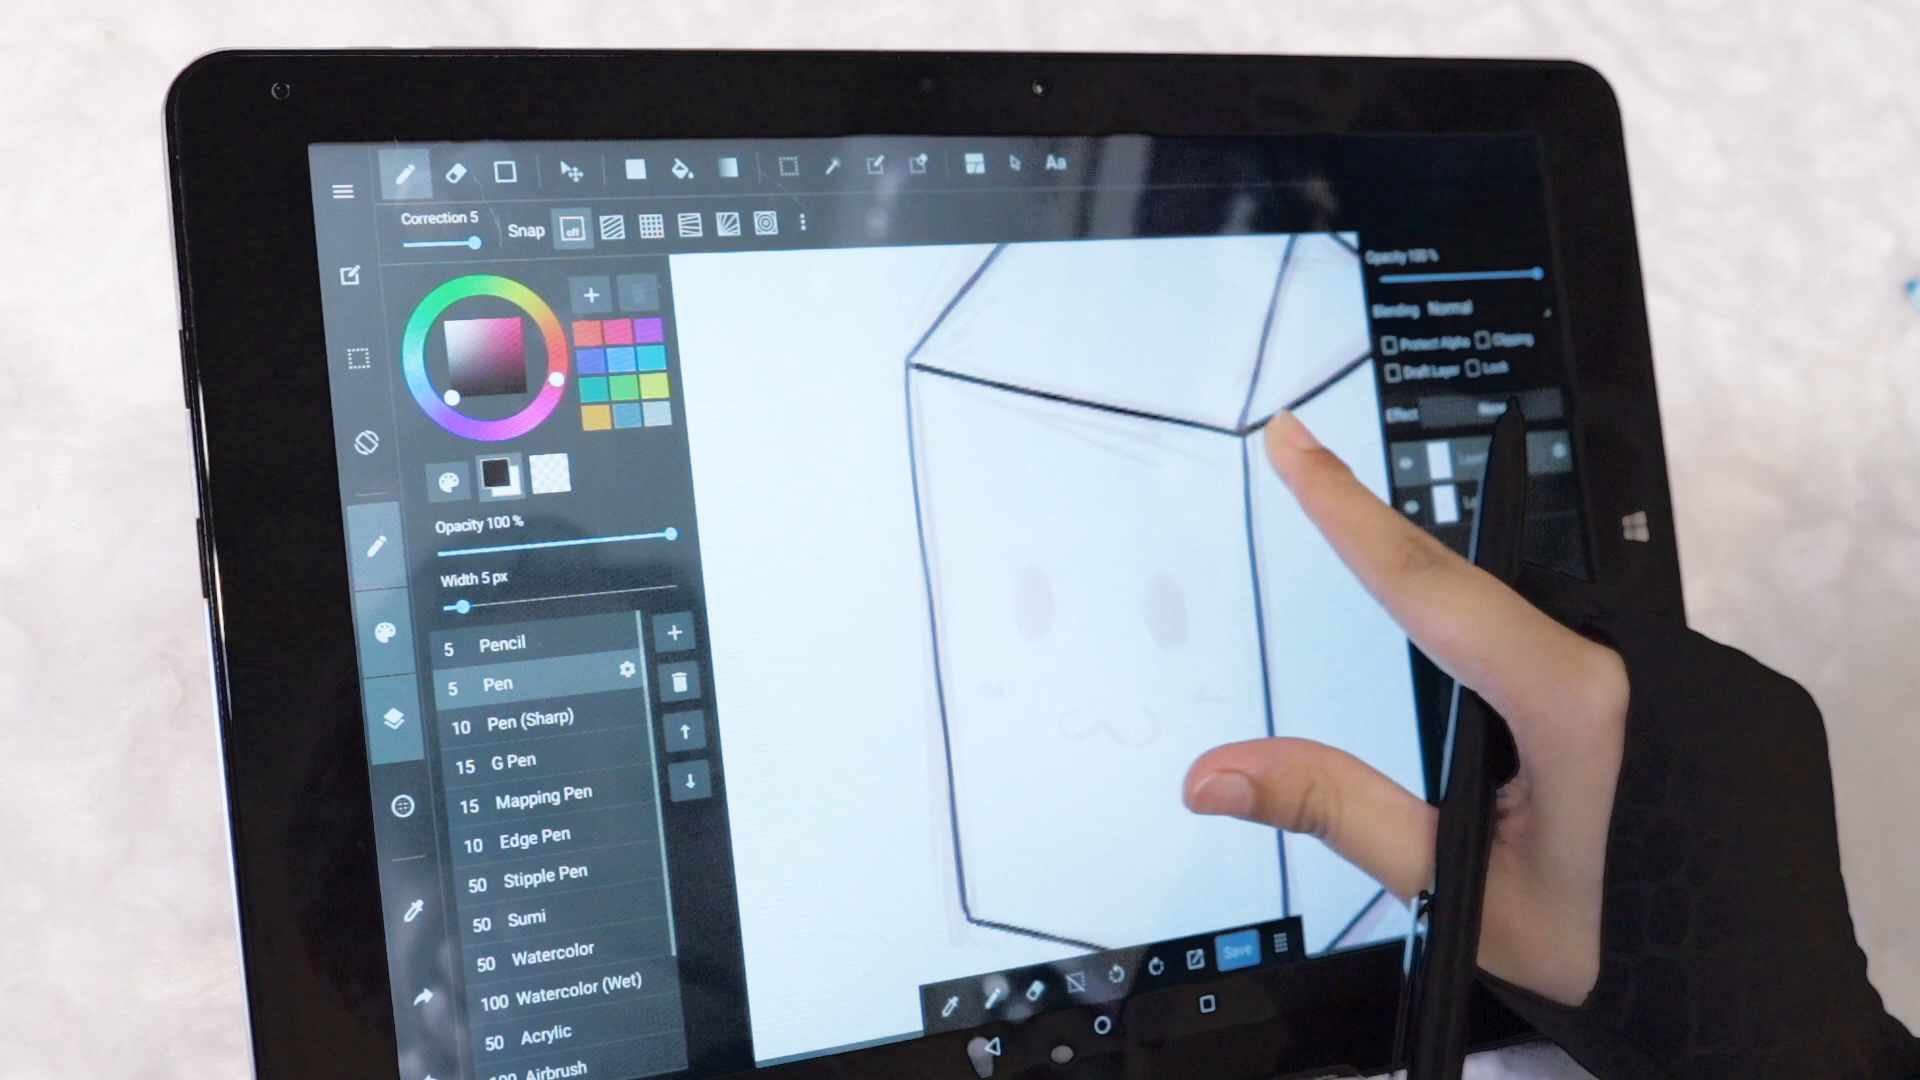 Aa
Correction 5
Snap
off
Opacity 100 %
Width 5 px
5 Pencil
5 Pen
10 Pen (Sharp)
15 G Pen
15 Mapping Pen
10 Edge Pen
50 Stipple Pen
50 Sumi
50 Watercolor
100 Watercolor (Wet)
50 Acrylic
100 Airbrush
Opacity 100 %
Blending Normal
Protect Alpha Clipping
Draft Layer Lock
Effect
Save